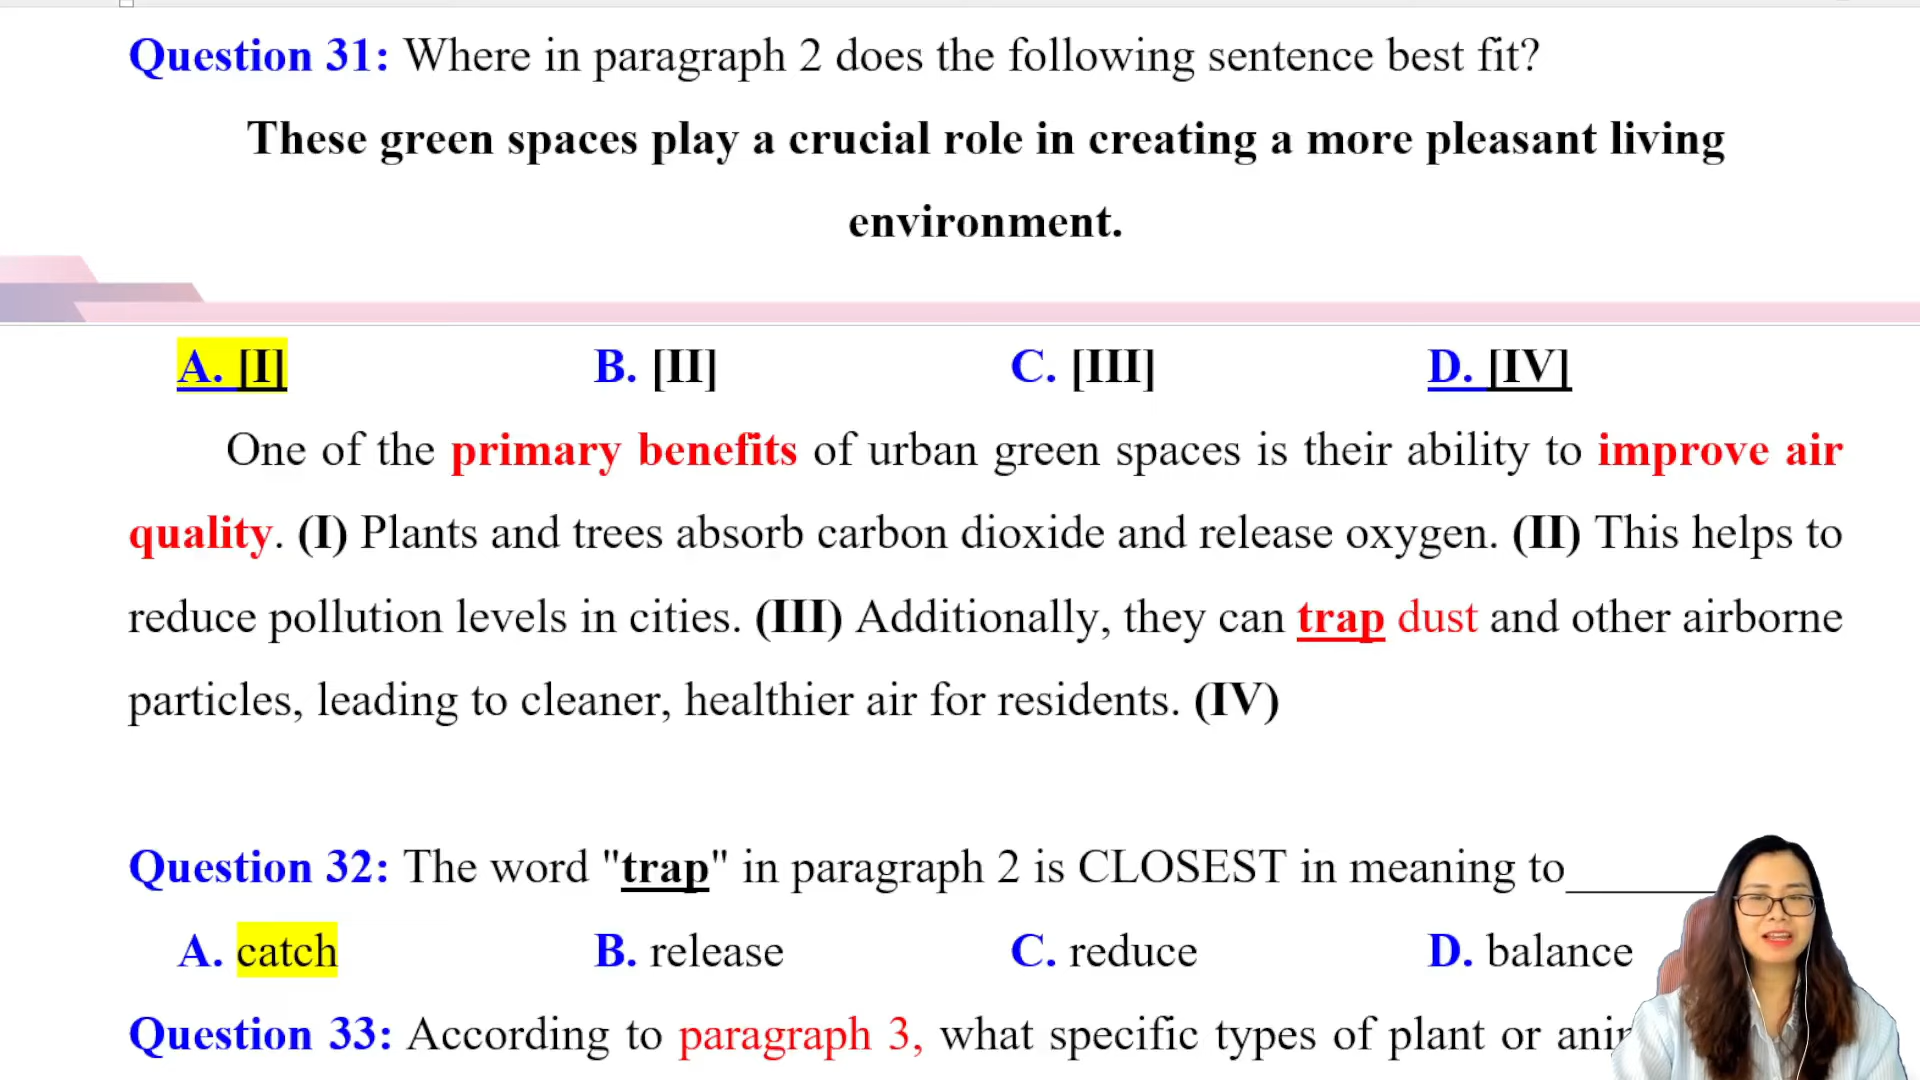 Question 31: Where in paragraph 2 does the following sentence best fit?
These green spaces play a crucial role in creating a more pleasant living
environment.
A. [I] B. [II] C. [III] D. [IV]
One of the primary benefits of urban green spaces is their ability to improve air
quality. (I) Plants and trees absorb carbon dioxide and release oxygen. (II) This helps to
reduce pollution levels in cities. (III) Additionally, they can trap dust and other airborne
particles, leading to cleaner, healthier air for residents. (IV)
Question 32: The word "trap" in paragraph 2 is CLOSEST in meaning to______
A. catch B. release C. reduce D. balance
Question 33: According to paragraph 3, what specific types of plant or